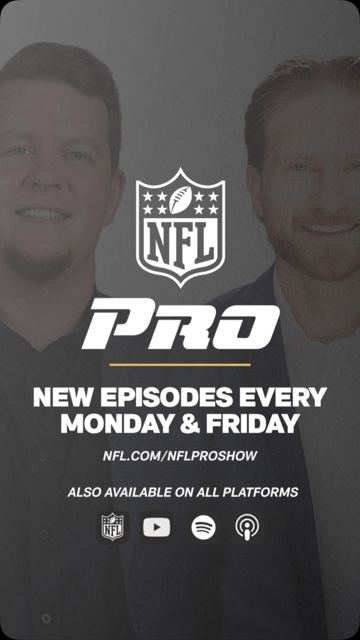 NFL
PRO
NEW EPISODES EVERY
MONDAY & FRIDAY
NFL.COM/NFLPROSHOW
ALSO AVAILABLE ON ALL PLATFORMS
NFL